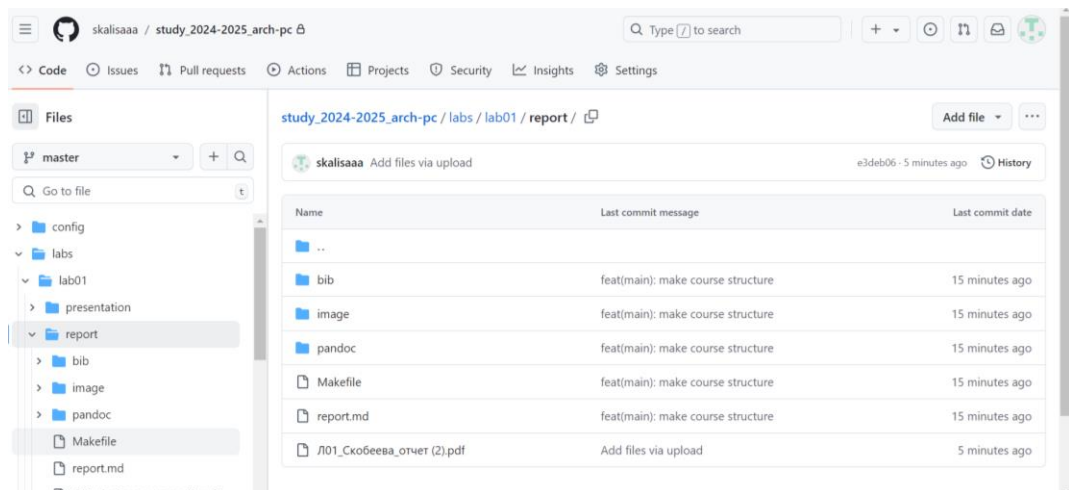 skalisaaa / study_2024-2025_arch-pc
Type / to search
Code Issues Pull requests Actions Projects Security Insights Settings
Files
master
Go to file t
config
labs
lab01
presentation
report
bib
image
pandoc
Makefile
report.md
study_2024-2025_arch-pc / labs / lab01 / report /
Add file
skalisaaa Add files via upload e3deb06 · 5 minutes ago History
Name Last commit message Last commit date
..
bib feat(main): make course structure 15 minutes ago
image feat(main): make course structure 15 minutes ago
pandoc feat(main): make course structure 15 minutes ago
Makefile feat(main): make course structure 15 minutes ago
report.md feat(main): make course structure 15 minutes ago
Л01_Скобеева_отчет (2).pdf Add files via upload 5 minutes ago